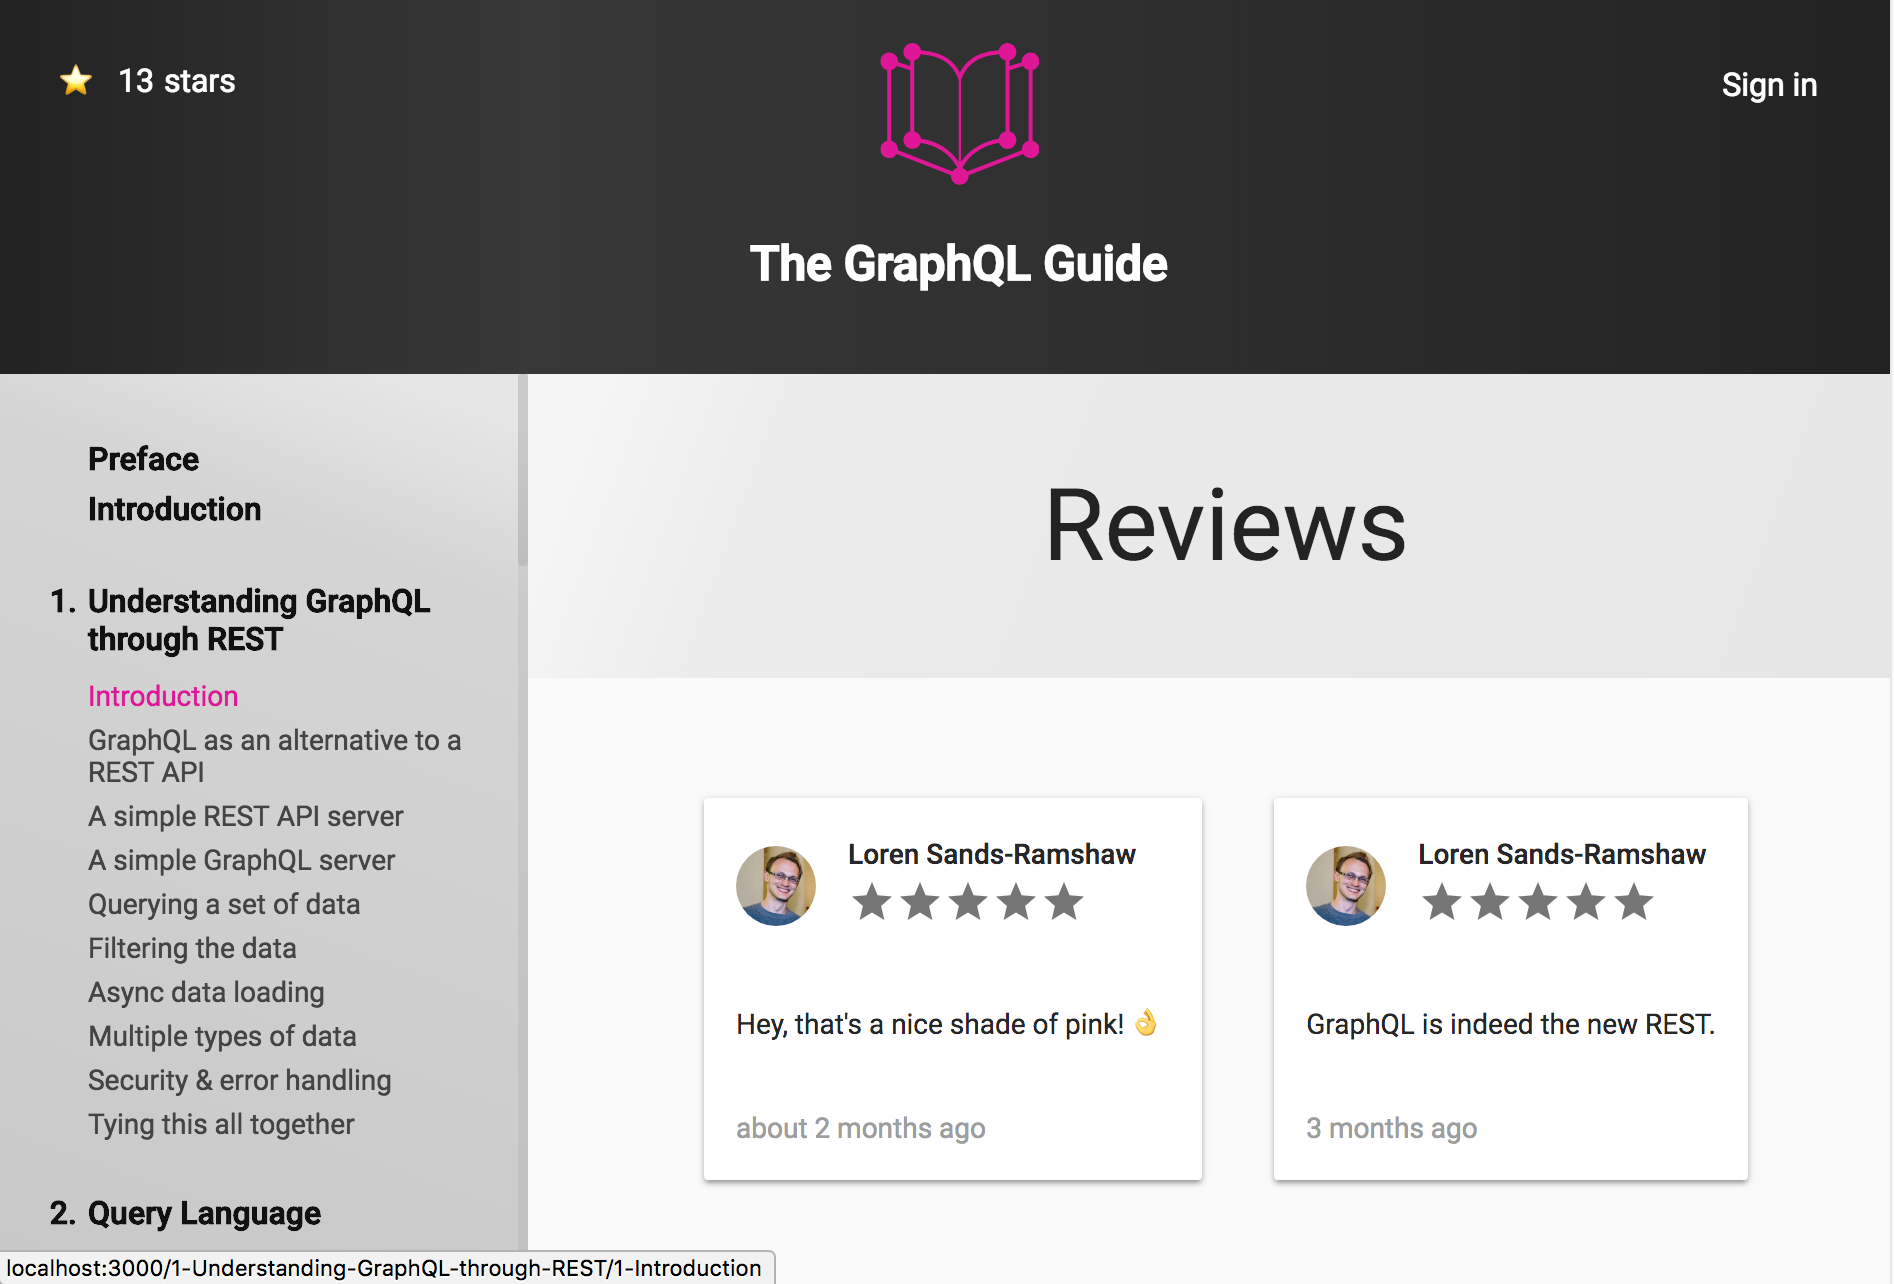 ⭐ 13 stars
Sign in
The GraphQL Guide
Preface
Introduction
1. Understanding GraphQL
through REST
Introduction
GraphQL as an alternative to a
REST API
A simple REST API server
A simple GraphQL server
Querying a set of data
Filtering the data
Async data loading
Multiple types of data
Security & error handling
Tying this all together
2. Query Language
Reviews
Loren Sands-Ramshaw
Hey, that's a nice shade of pink! 👌
about 2 months ago
Loren Sands-Ramshaw
GraphQL is indeed the new REST.
3 months ago
localhost:3000/1-Understanding-GraphQL-through-REST/1-Introduction